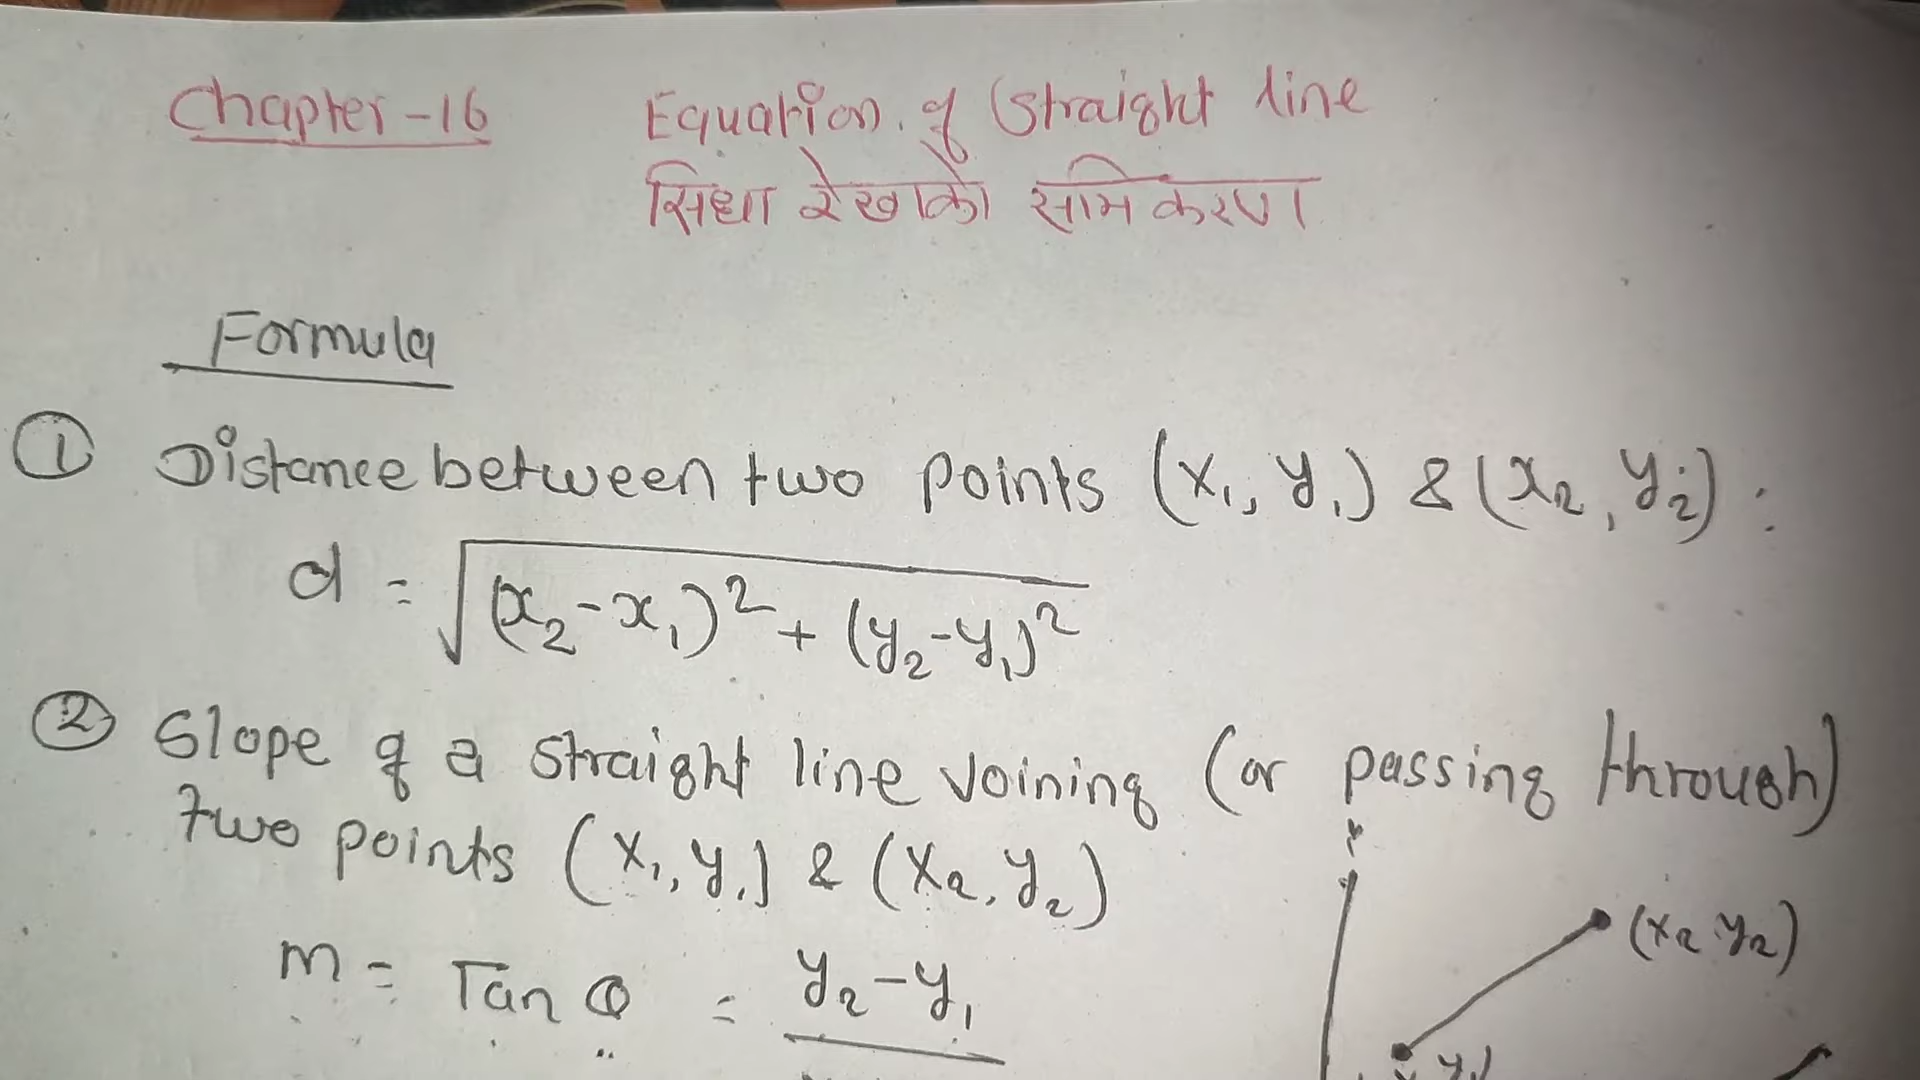 Chapter-16 Equation of Straight line
सिधा रेखाको समिकरण
Formula
① Distance between two points (x₁, y₁) & (x₂, y₂):
d = √(x₂-x₁)² + (y₂-y₁)²
② Slope of a straight line Joining (or passing through)
two points (x₁, y₁) & (x₂, y₂)
m = Tan θ = y₂-y₁
(x₂ y₂)